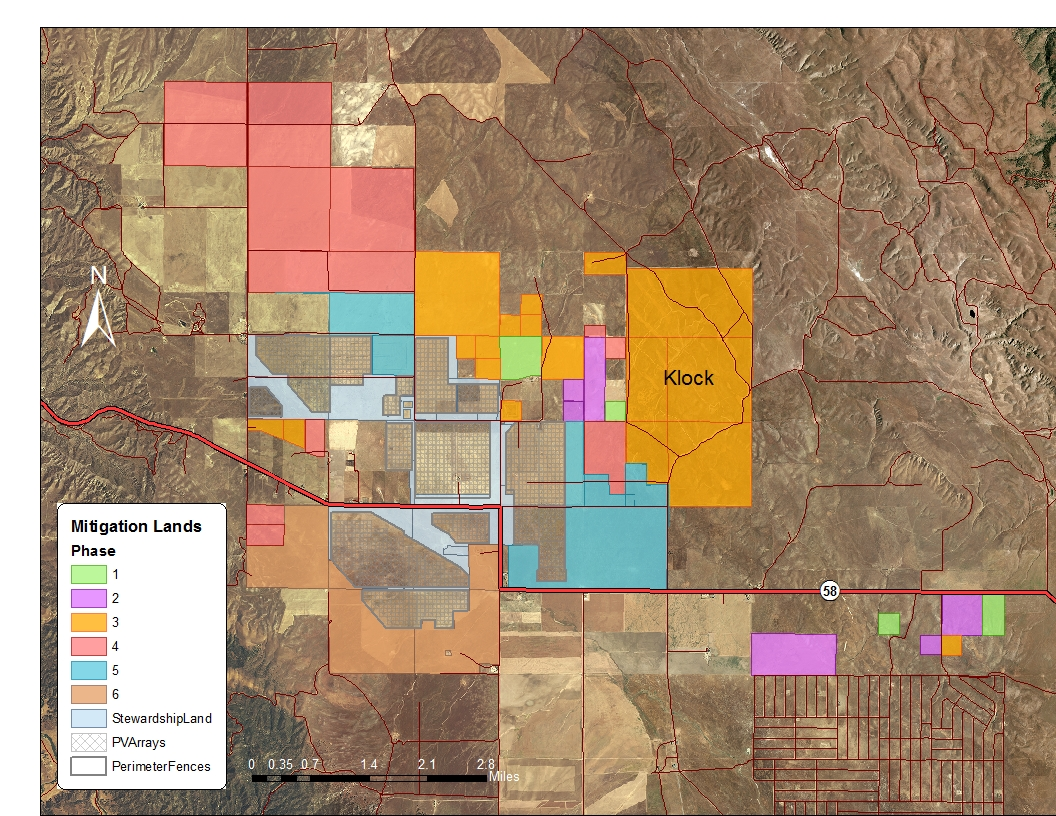 N
Klock
58
Mitigation Lands
Phase
1
2
3
4
5
6
StewardshipLand
PVArrays
PerimeterFences
0 0.35 0.7 1.4 2.1 2.8
Miles